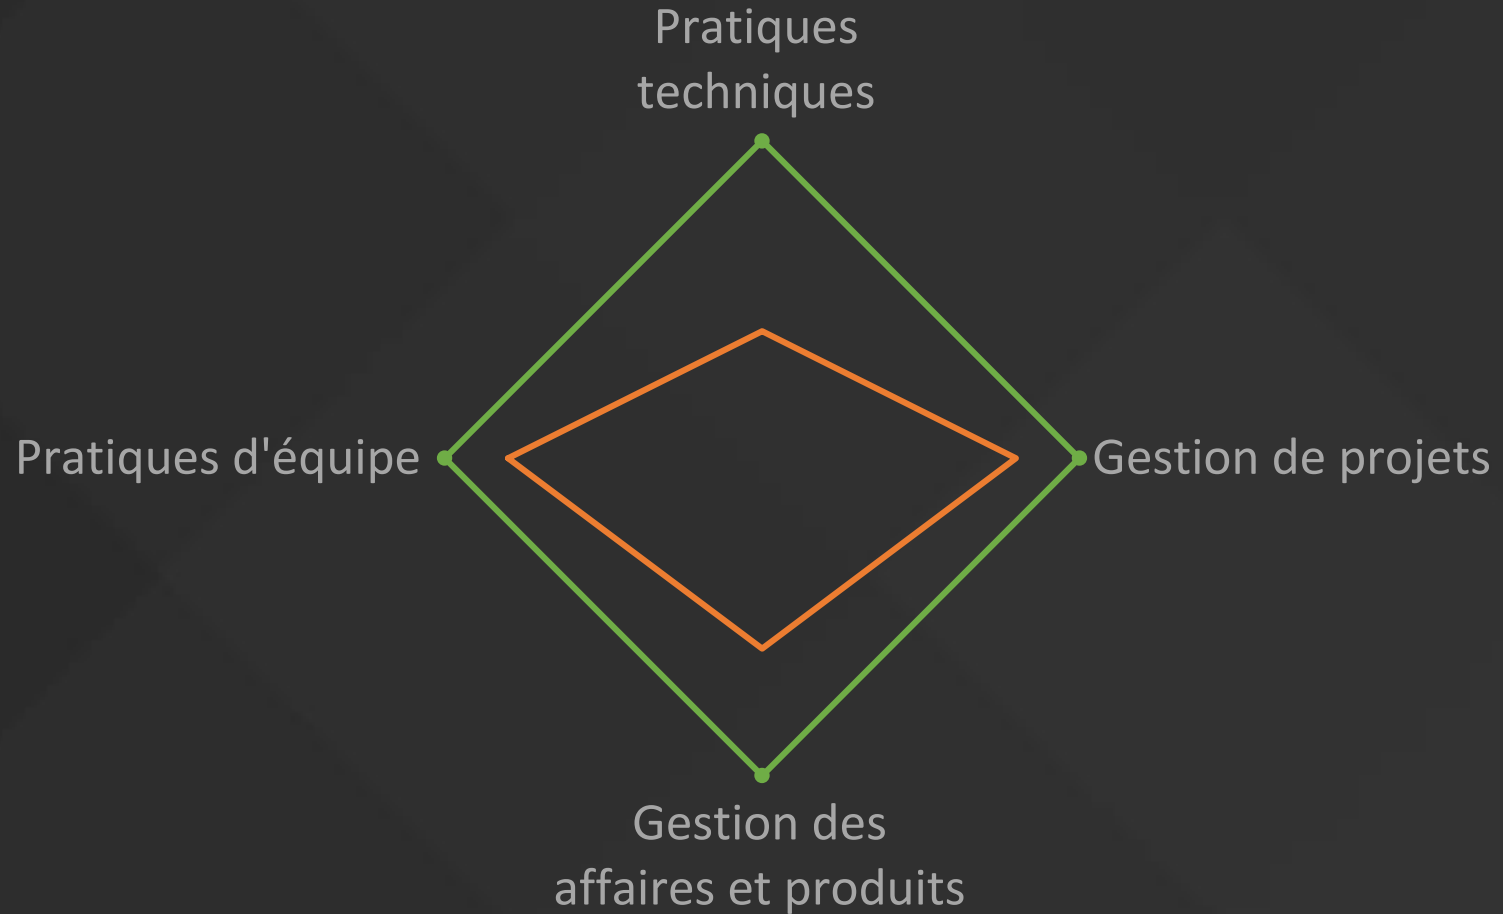 Pratiques
techniques
Pratiques d'équipe
Gestion de projets
Gestion des
affaires et produits